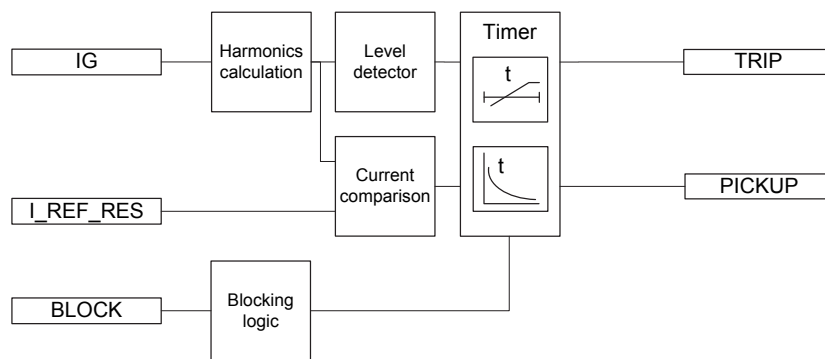 IG
Harmonics
calculation
Level
detector
Timer
t
TRIP
I_REF_RES
Current
comparison
t
PICKUP
BLOCK
Blocking
logic